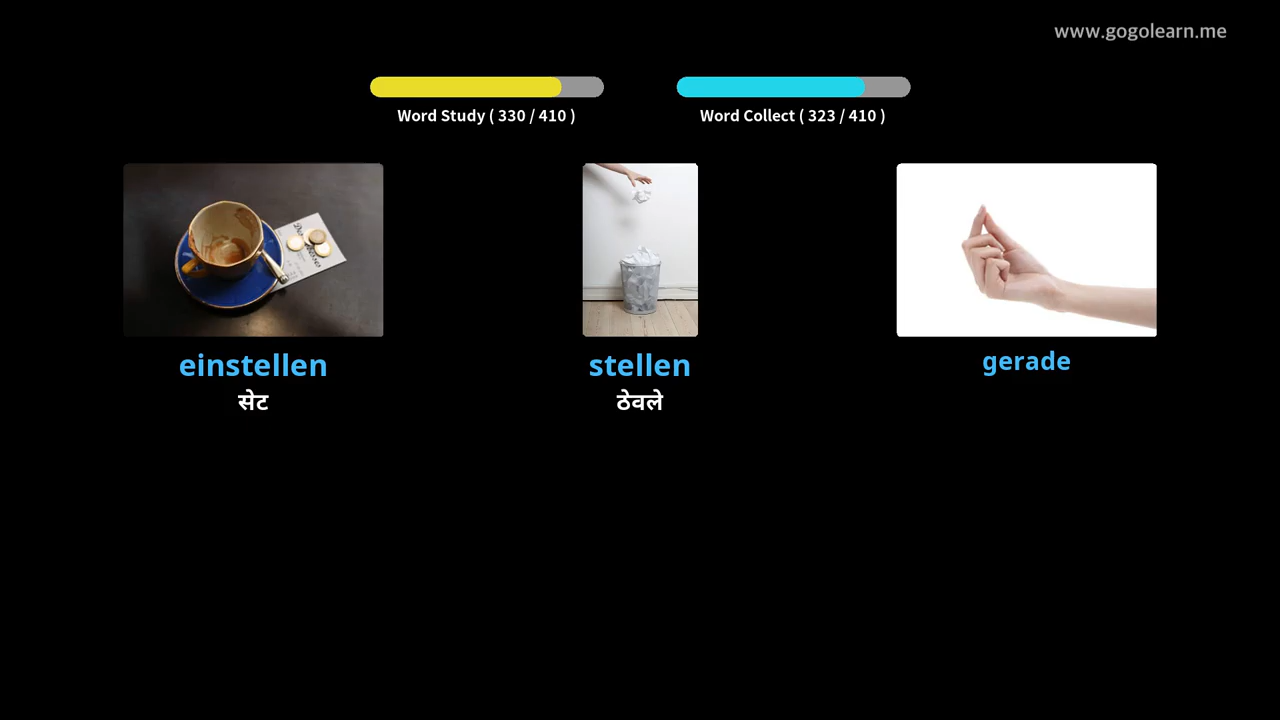 www.gogolearn.me
Word Study ( 330 / 410 )
Word Collect ( 323 / 410 )
einstellen
सेट
stellen
ठेवले
gerade